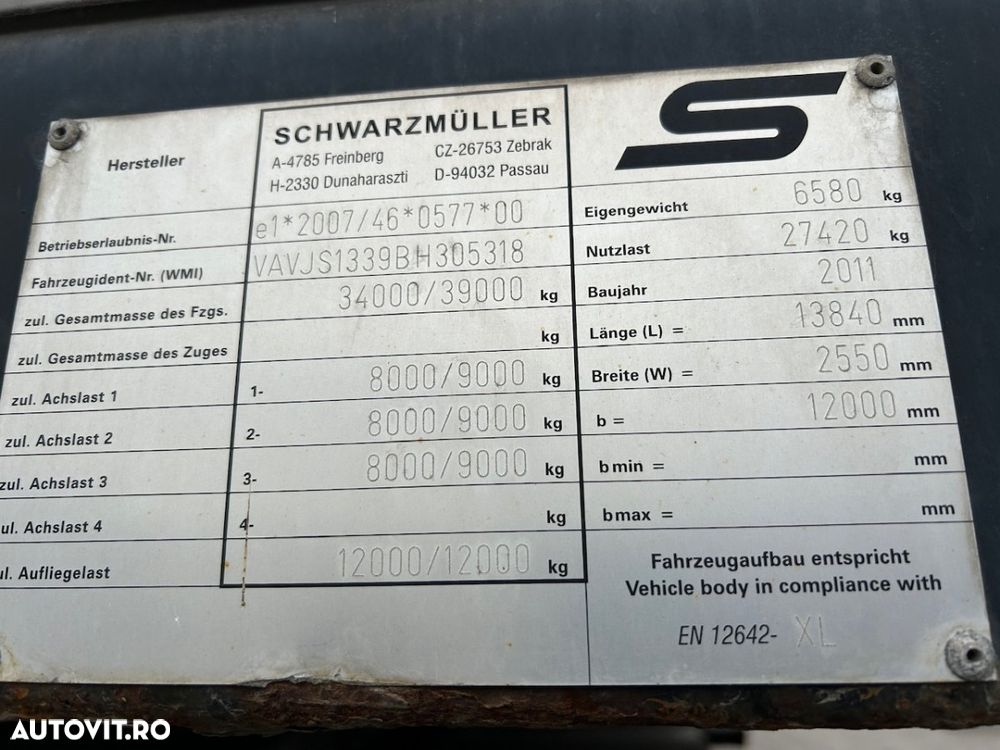 Hersteller
SCHWARZMÜLLER
A-4785 Freinberg CZ-26753 Zebrak
H-2330 Dunaharaszti D-94032 Passau
Betriebserlaubnis-Nr. e1*2007/46*0577*00
Fahrzeugident-Nr. (WMI) VAVJS1339BH305318
zul. Gesamtmasse des Fzgs. 34000/39000 kg
zul. Gesamtmasse des Zuges kg
zul. Achslast 1 1- 8000/9000 kg
zul. Achslast 2 2- 8000/9000 kg
zul. Achslast 3 3- 8000/9000 kg
ul. Achslast 4 4- kg
ul. Aufliegelast 12000/12000 kg
S
Eigengewicht 6580 kg
Nutzlast 27420 kg
Baujahr 2011
Länge (L) = 13840 mm
Breite (W) = 2550 mm
b = 12000 mm
b min = mm
b max = mm
Fahrzeugaufbau entspricht
Vehicle body in compliance with
EN 12642- XL
AUTOVIT.RO